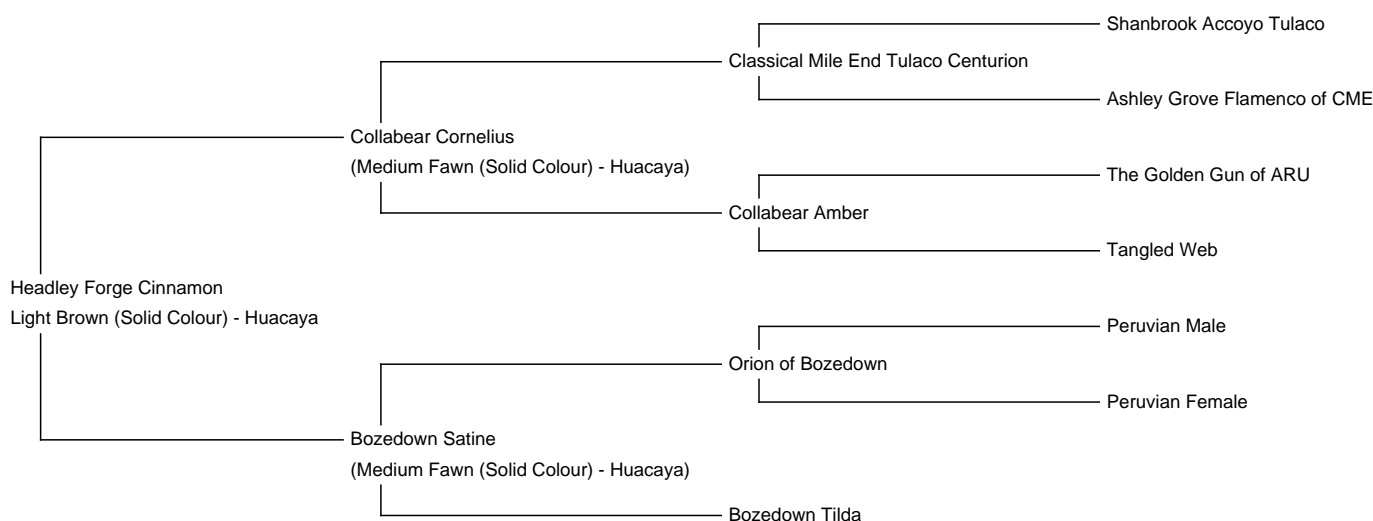 Shanbrook Accoyo Tulaco
Classical Mile End Tulaco Centurion
Ashley Grove Flamenco of CME
Collabear Cornelius
(Medium Fawn (Solid Colour) - Huacaya)
The Golden Gun of ARU
Collabear Amber
Tangled Web
Headley Forge Cinnamon
Light Brown (Solid Colour) - Huacaya
Peruvian Male
Orion of Bozedown
Peruvian Female
Bozedown Satine
(Medium Fawn (Solid Colour) - Huacaya)
Bozedown Tilda